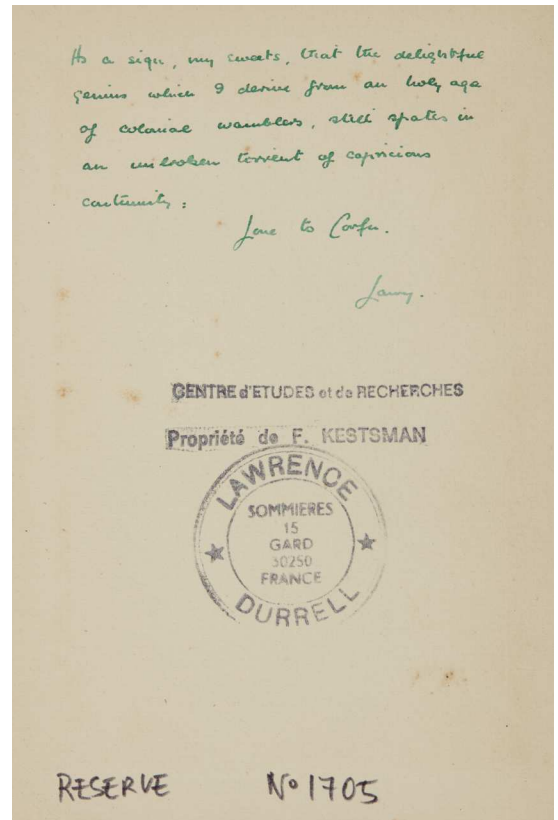 As a sign, my sweets, that the delightful
genius which I derive from an holy age
of colonial wamblers, still spates in
an unbroken torrent of capricious
continuity:
Love to Corfu.
Larry.
CENTRE d'ETUDES et de RECHERCHES
Propriété de F. KESTSMAN
LAWRENCE
SOMMIERES
15
GARD
30250
FRANCE
DURRELL
RESERVE No 1705